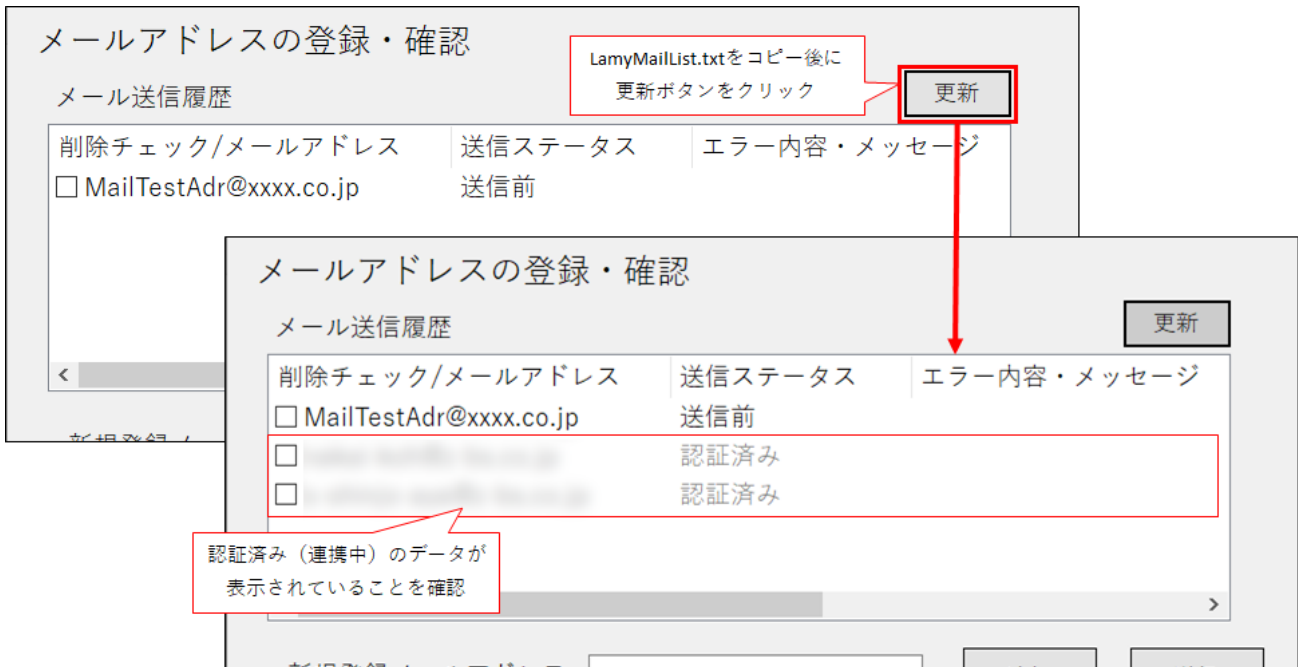 メールアドレスの登録・確認
LamyMailList.txtをコピー後に
更新ボタンをクリック
メール送信履歴
更新
削除チェック/メールアドレス 送信ステータス エラー内容・メッセージ
MailTestAdr@xxxx.co.jp 送信前
メールアドレスの登録・確認
メール送信履歴
更新
削除チェック/メールアドレス 送信ステータス エラー内容・メッセージ
MailTestAdr@xxxx.co.jp 送信前
認証済み
認証済み
認証済み（連携中）のデータが
表示されていることを確認